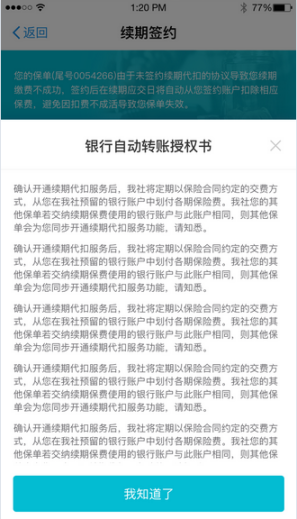 1:20 PM 77%
返回 续期签约
您的保单(尾号0054266)由于未签约续期代扣的协议导致您续期
缴费不成功，签约后在续期应交日将自动从您签约账户扣除相应
保费，避免因扣费不成活导致您保单失效。
银行自动转账授权书
确认开通续期代扣服务后，我社将定期以保险合同约定的交费方
式，从您在我社预留的银行账户中划付各期保险费。我社您的其
他保单若交纳续期保费使用的银行账户与此账户相同，则其他保
单会为您同步开通续期代扣服务功能，请知悉。
确认开通续期代扣服务后，我社将定期以保险合同约定的交费方
式，从您在我社预留的银行账户中划付各期保险费。我社您的其
他保单若交纳续期保费使用的银行账户与此账户相同，则其他保
单会为您同步开通续期代扣服务功能，请知悉。
确认开通续期代扣服务后，我社将定期以保险合同约定的交费方
式，从您在我社预留的银行账户中划付各期保险费。我社您的其
他保单若交纳续期保费使用的银行账户与此账户相同，则其他保
单会为您同步开通续期代扣服务功能，请知悉。
确认开通续期代扣服务后，我社将定期以保险合同约定的交费方
式，从您在我社预留的银行账户中划付各期保险费。我社您的其
他保单若交纳续期保费使用的银行账户与此账户相同，则其他保
单会为您同步开通续期代扣服务功能，请知悉。
确认开通续期代扣服务后，我社将定期以保险合同约定的交费方
式，从您在我社预留的银行账户中划付各期保险费。我社您的其
他保单若交纳续期保费使用的银行账户与此账户相同，则其他保
我知道了